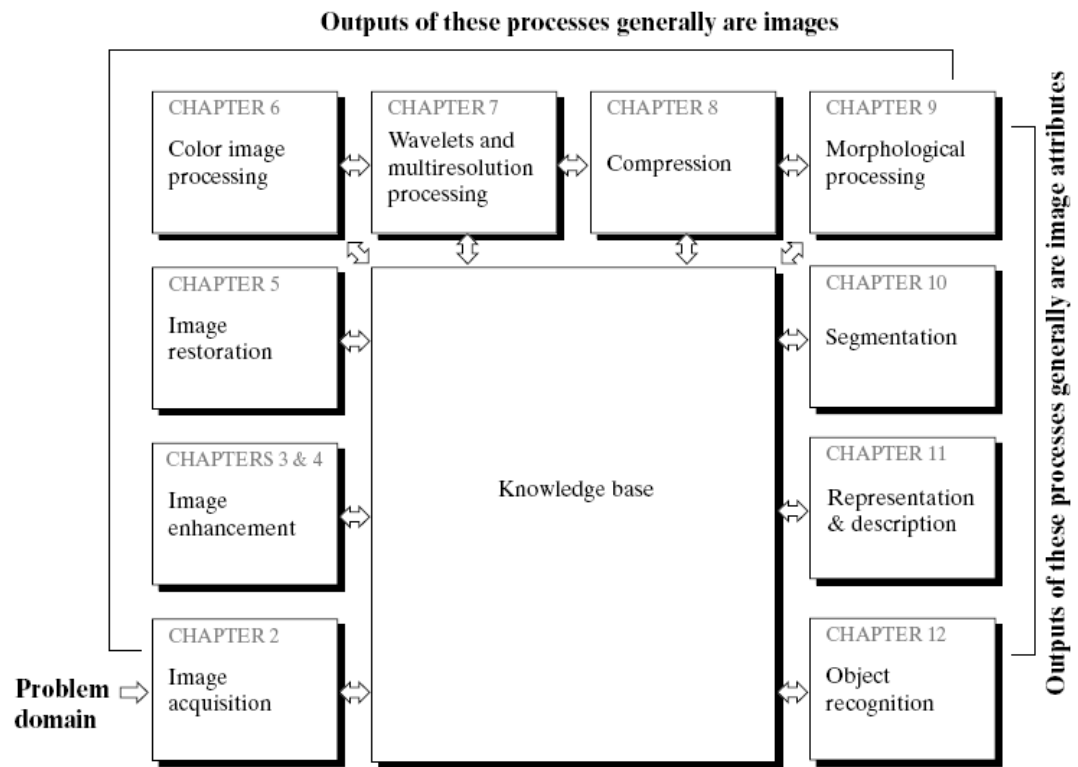 Outputs of these processes generally are images
CHAPTER 6
Color image
processing
CHAPTER 7
Wavelets and
multiresolution
processing
CHAPTER 8
Compression
CHAPTER 9
Morphological
processing
CHAPTER 5
Image
restoration
CHAPTER 10
Segmentation
CHAPTERS 3 & 4
Image
enhancement
Knowledge base
CHAPTER 11
Representation
& description
CHAPTER 2
Image
acquisition
CHAPTER 12
Object
recognition
Problem
domain
Outputs of these processes generally are image attributes